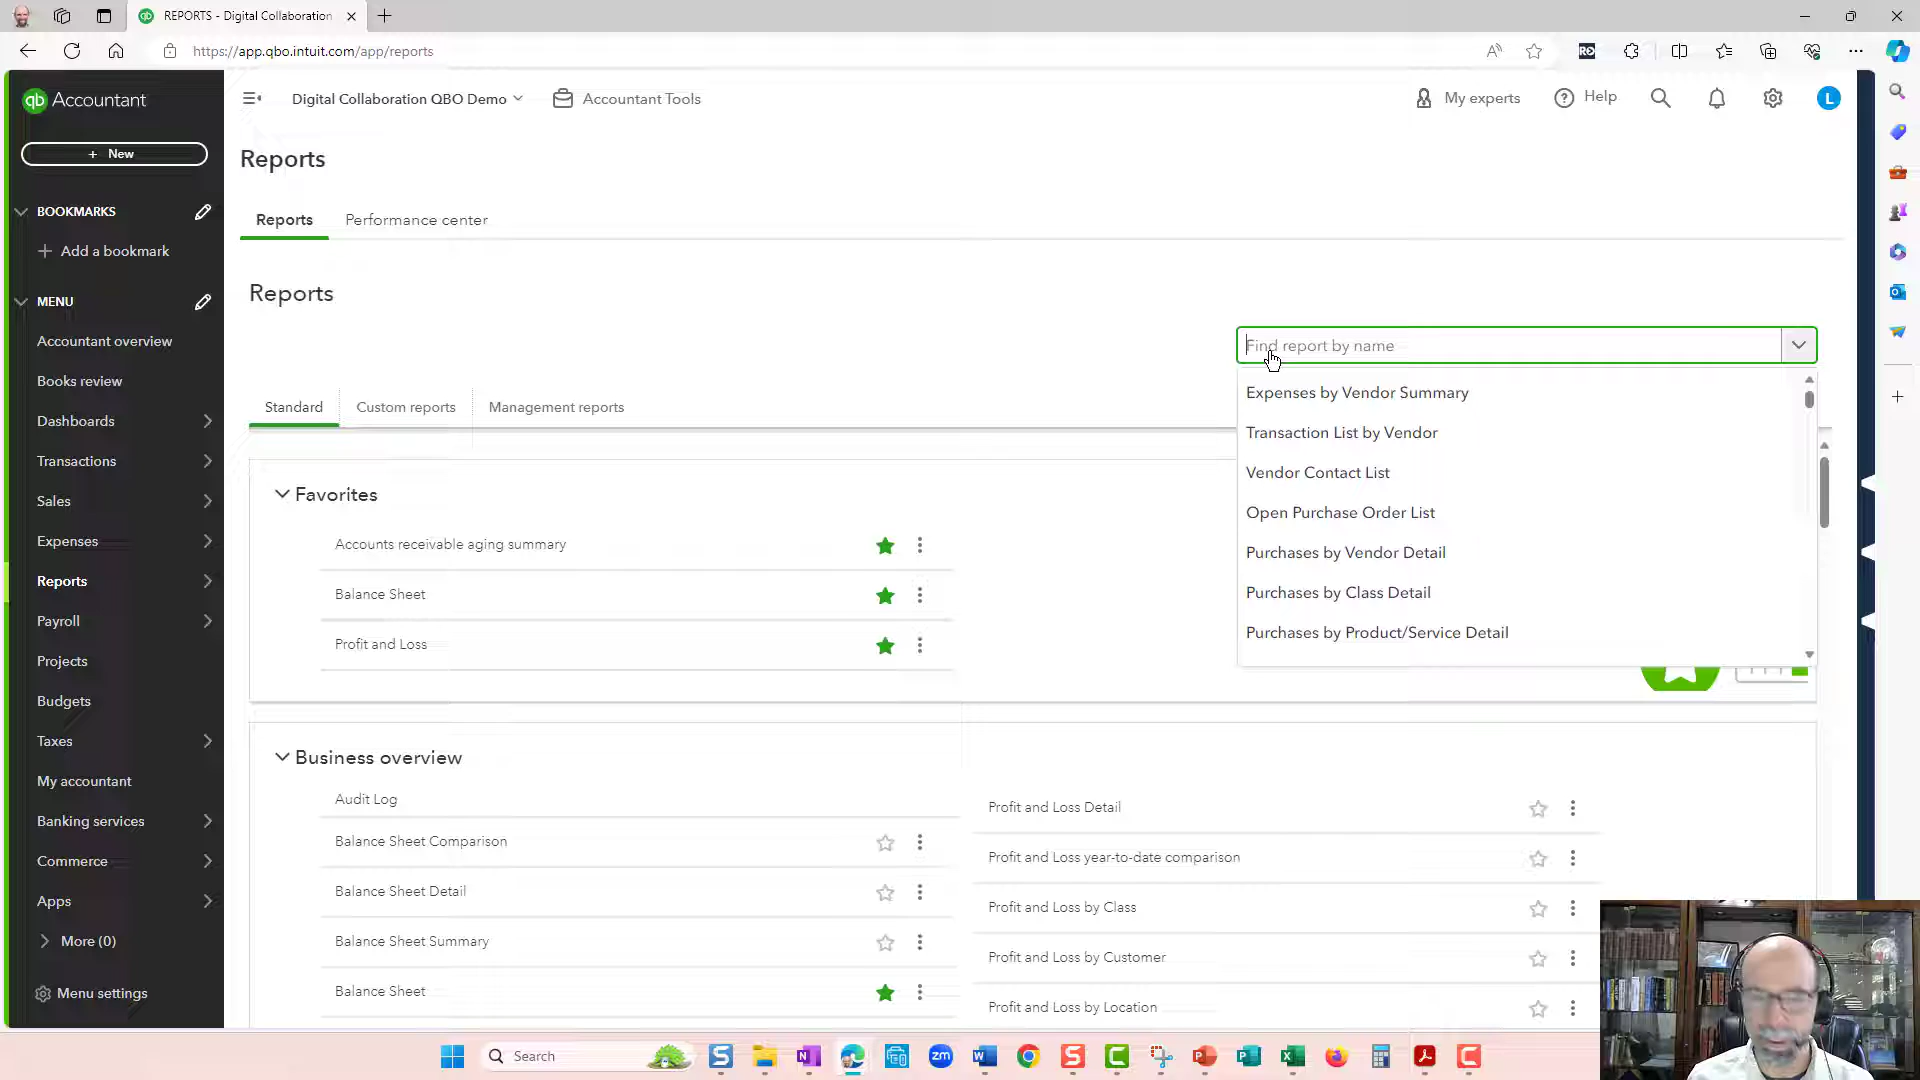 REPORTS - Digital Collaboration
https://app.qbo.intuit.com/app/reports
qb Accountant
Digital Collaboration QBO Demo
Accountant Tools
My experts
Help
L
+ New
BOOKMARKS
Add a bookmark
MENU
Accountant overview
Books review
Dashboards
Transactions
Sales
Expenses
Reports
Payroll
Projects
Budgets
Taxes
My accountant
Banking services
Commerce
Apps
More (0)
Menu settings
Reports
Reports
Performance center
Reports
Find report by name
Expenses by Vendor Summary
Transaction List by Vendor
Vendor Contact List
Open Purchase Order List
Purchases by Vendor Detail
Purchases by Class Detail
Purchases by Product/Service Detail
Standard
Custom reports
Management reports
Favorites
Accounts receivable aging summary
Balance Sheet
Profit and Loss
Business overview
Audit Log
Balance Sheet Comparison
Balance Sheet Detail
Balance Sheet Summary
Balance Sheet
Profit and Loss Detail
Profit and Loss year-to-date comparison
Profit and Loss by Class
Profit and Loss by Customer
Profit and Loss by Location
Search